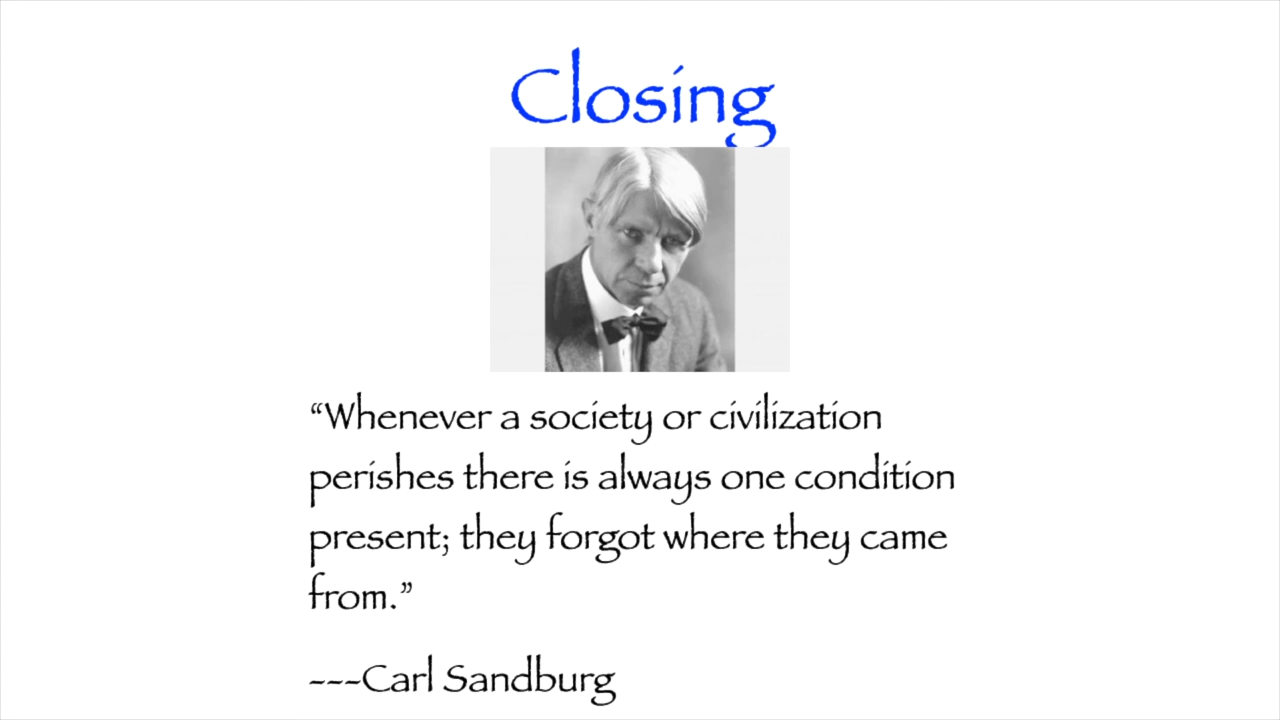 Closing
“Whenever a society or civilization
perishes there is always one condition
present; they forgot where they came
from.”
---Carl Sandburg